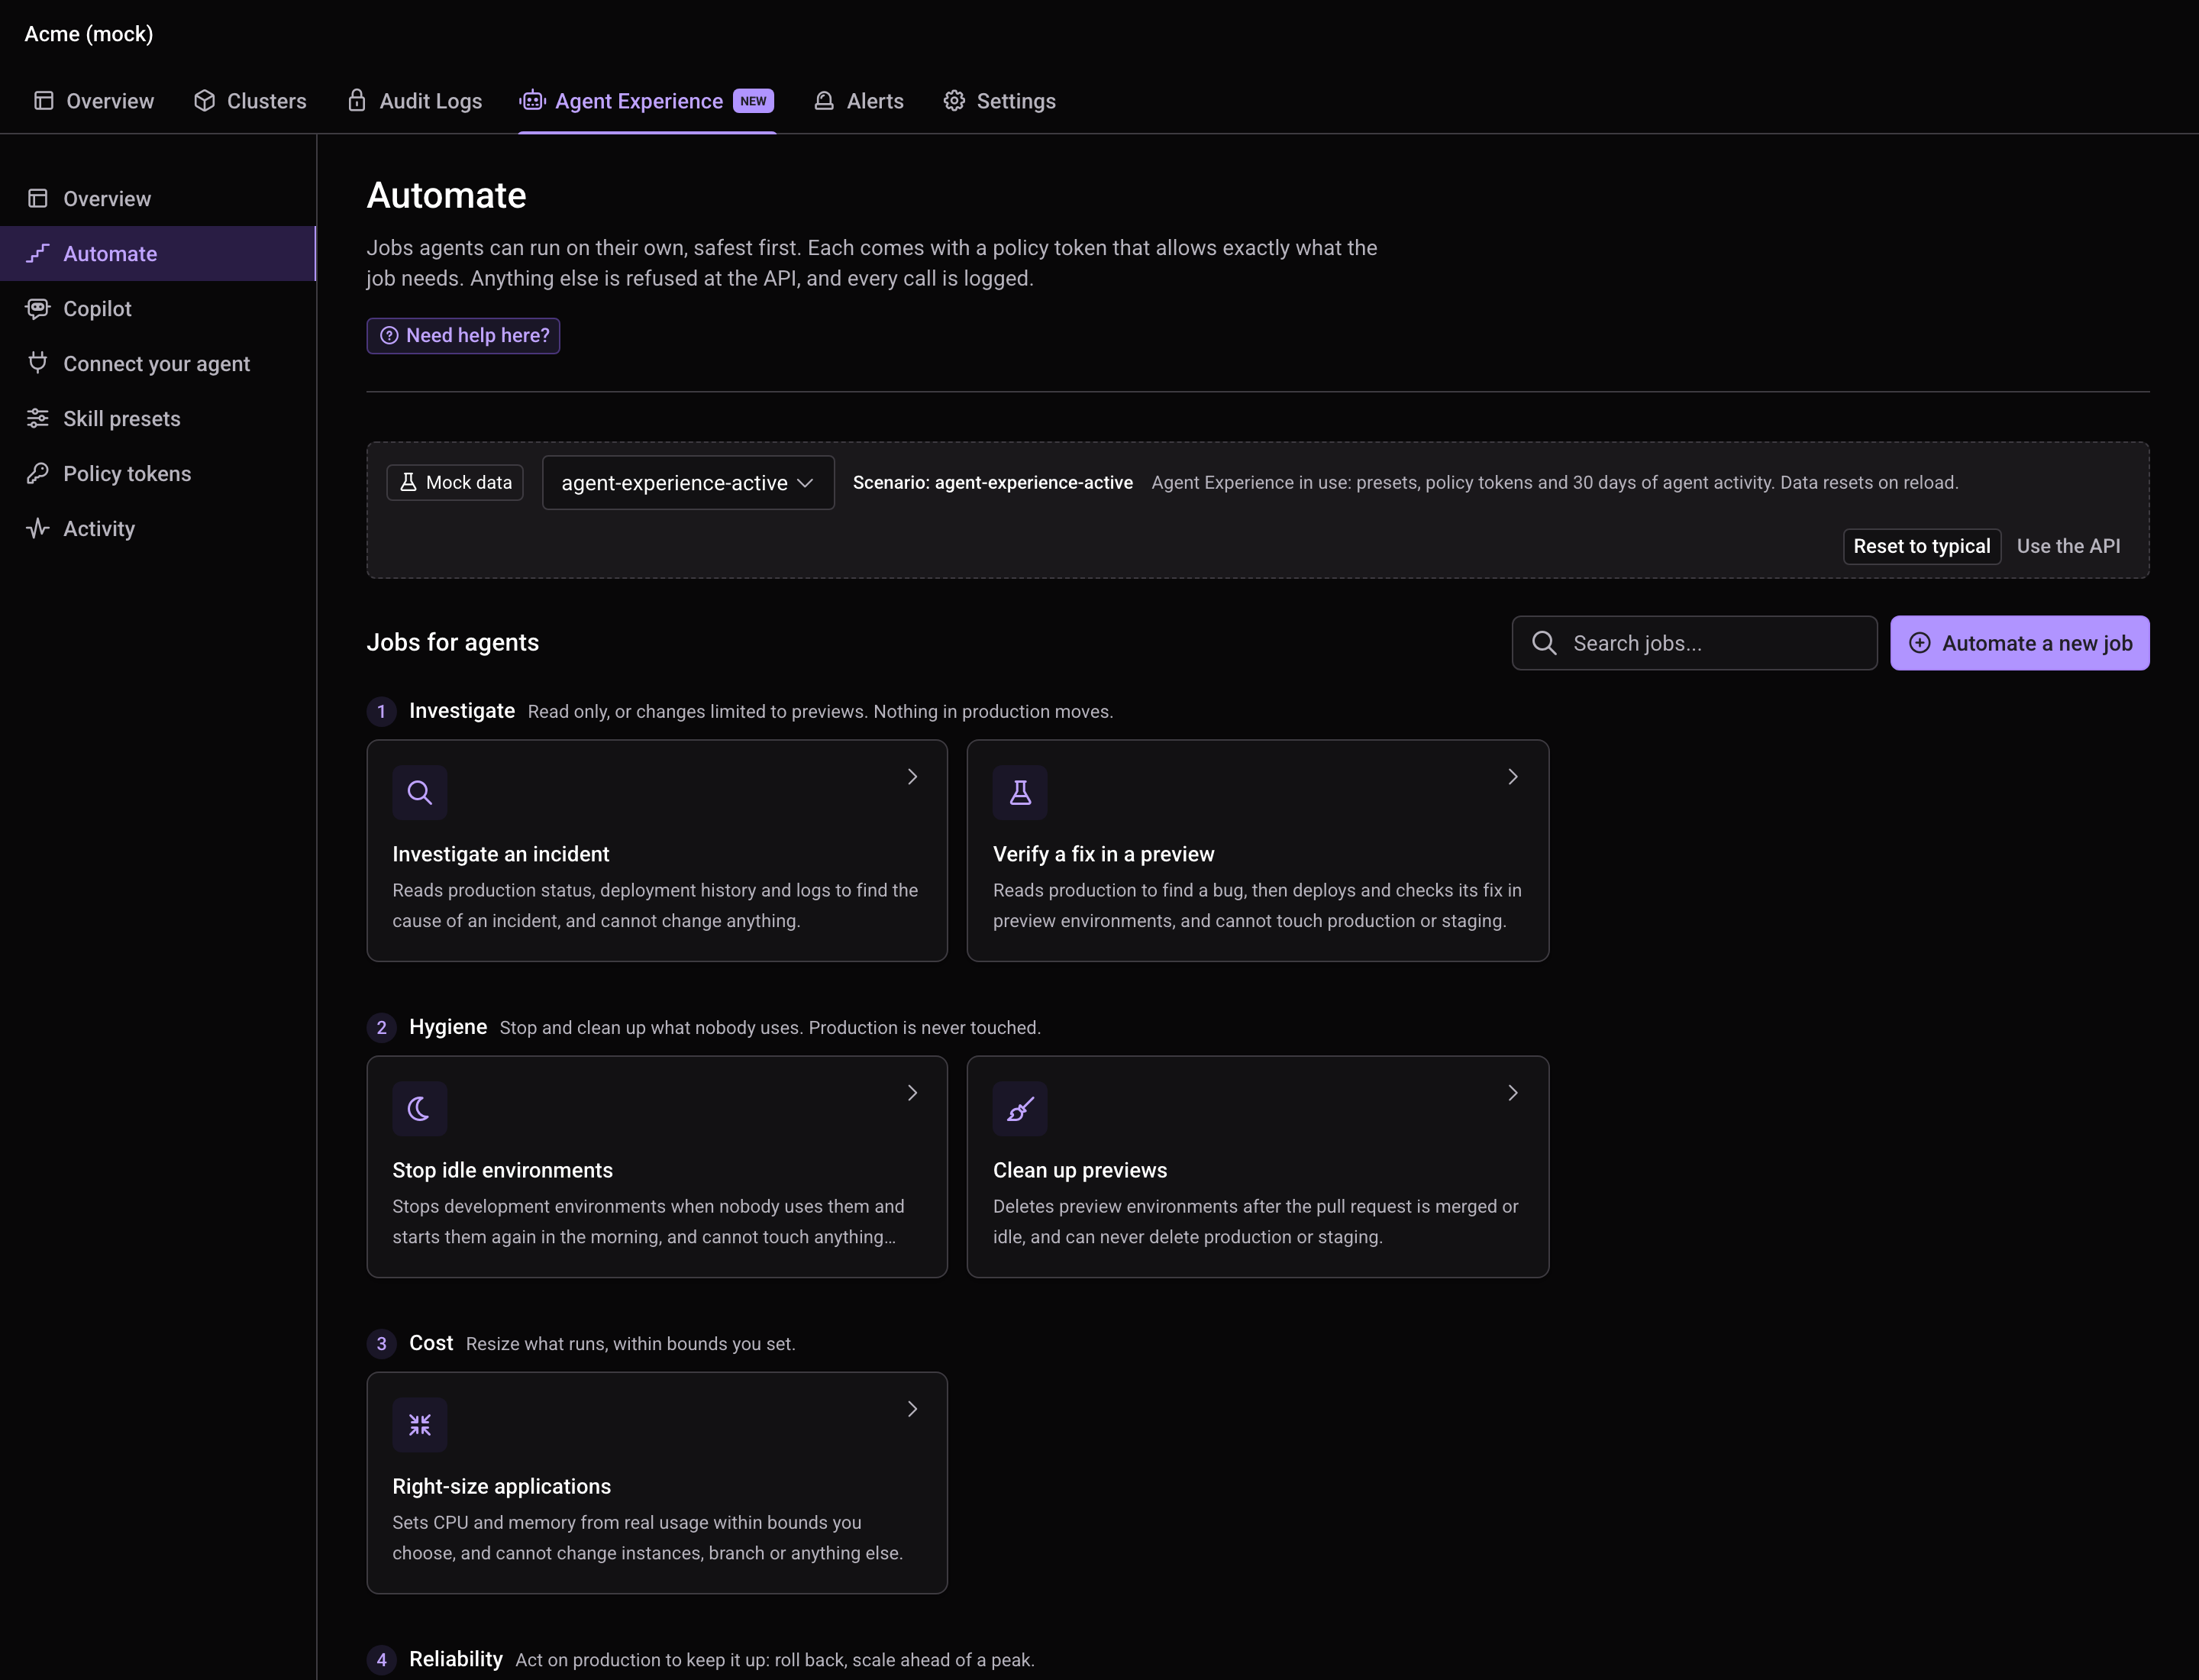 Acme (mock)
Overview
Clusters
Audit Logs
Agent Experience NEW
Alerts
Settings
Overview
Automate
Copilot
Connect your agent
Skill presets
Policy tokens
Activity
Automate
Jobs agents can run on their own, safest first. Each comes with a policy token that allows exactly what the
job needs. Anything else is refused at the API, and every call is logged.
Need help here?
Mock data
agent-experience-active
Scenario: agent-experience-active
Agent Experience in use: presets, policy tokens and 30 days of agent activity. Data resets on reload.
Reset to typical
Use the API
Jobs for agents
Search jobs...
Automate a new job
1 Investigate Read only, or changes limited to previews. Nothing in production moves.
Investigate an incident
Reads production status, deployment history and logs to find the
cause of an incident, and cannot change anything.
Verify a fix in a preview
Reads production to find a bug, then deploys and checks its fix in
preview environments, and cannot touch production or staging.
2 Hygiene Stop and clean up what nobody uses. Production is never touched.
Stop idle environments
Stops development environments when nobody uses them and
starts them again in the morning, and cannot touch anything...
Clean up previews
Deletes preview environments after the pull request is merged or
idle, and can never delete production or staging.
3 Cost Resize what runs, within bounds you set.
Right-size applications
Sets CPU and memory from real usage within bounds you
choose, and cannot change instances, branch or anything else.
4 Reliability Act on production to keep it up: roll back, scale ahead of a peak.